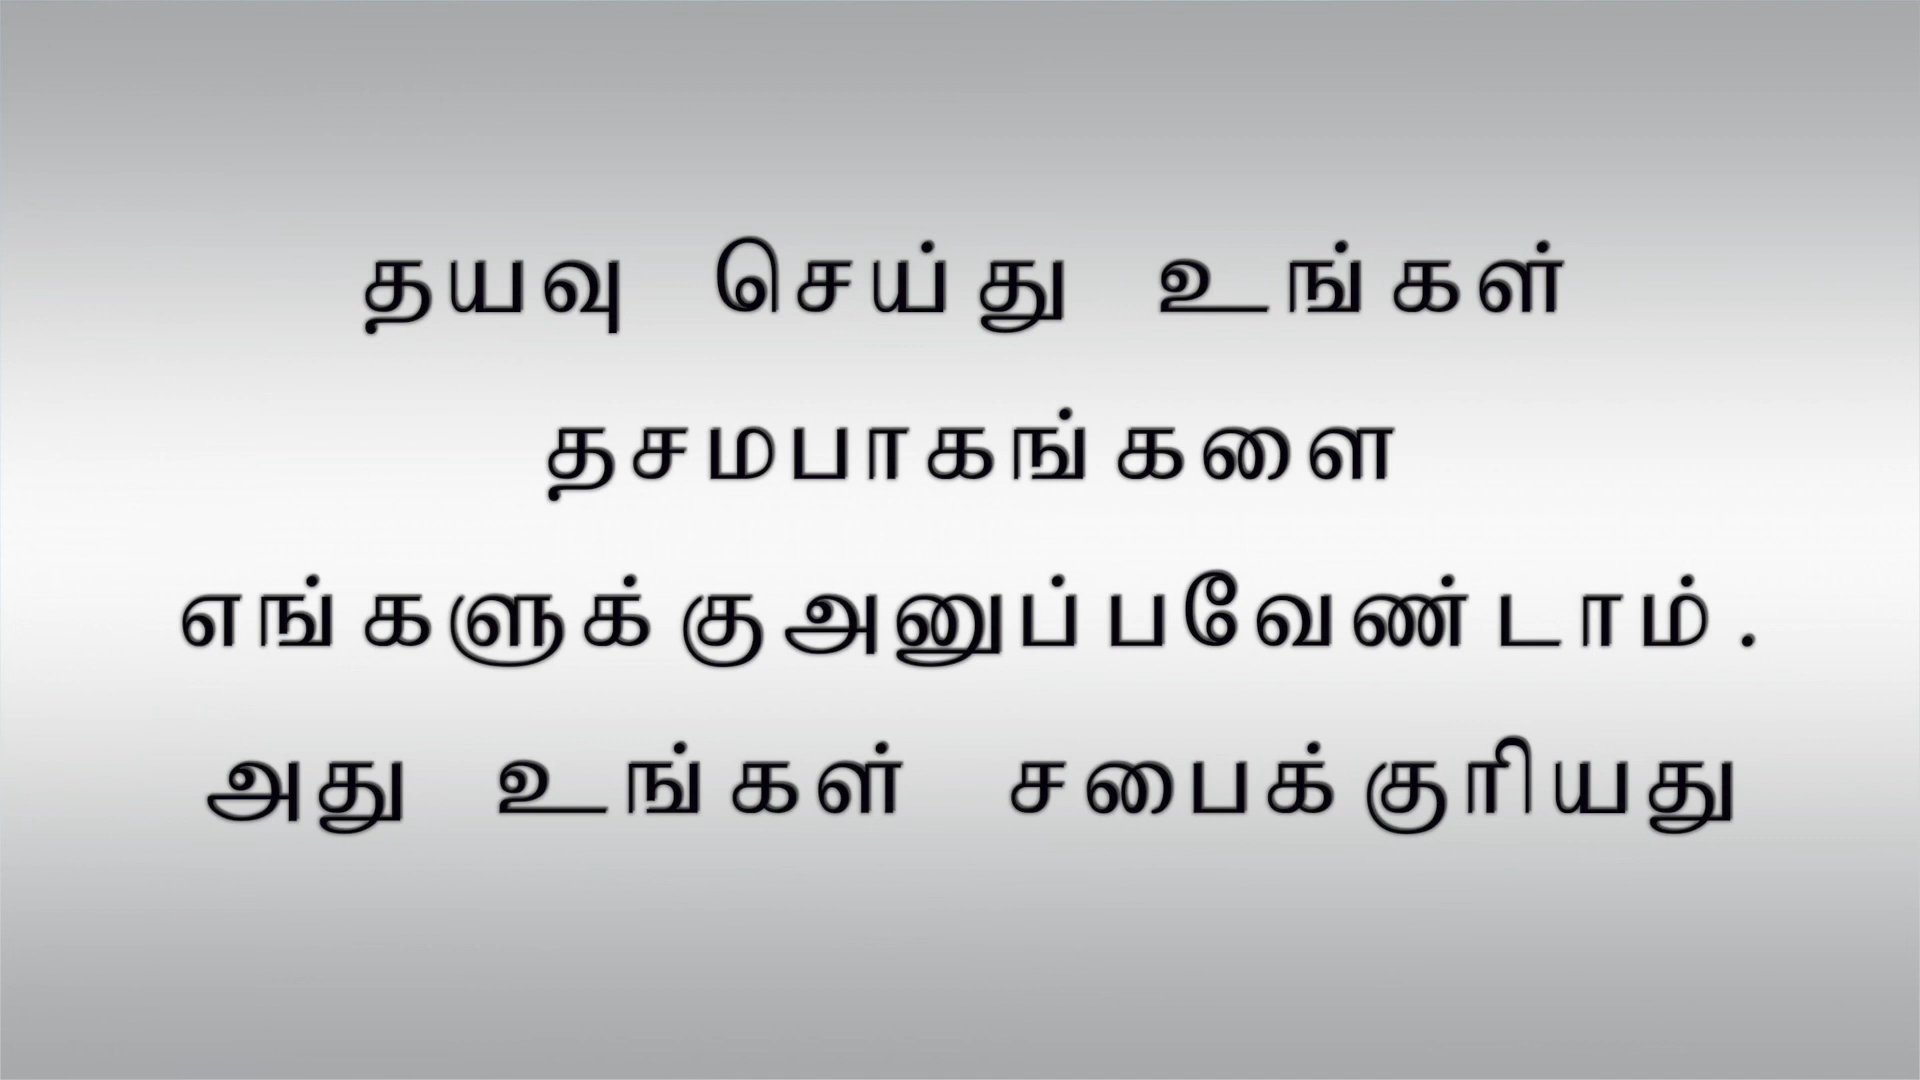 தயவு செய்து உங்கள்
தசமபாகங்களை
எங்களுக்குஅனுப்பவேண்டாம்.
அது உங்கள் சபைக்குரியது